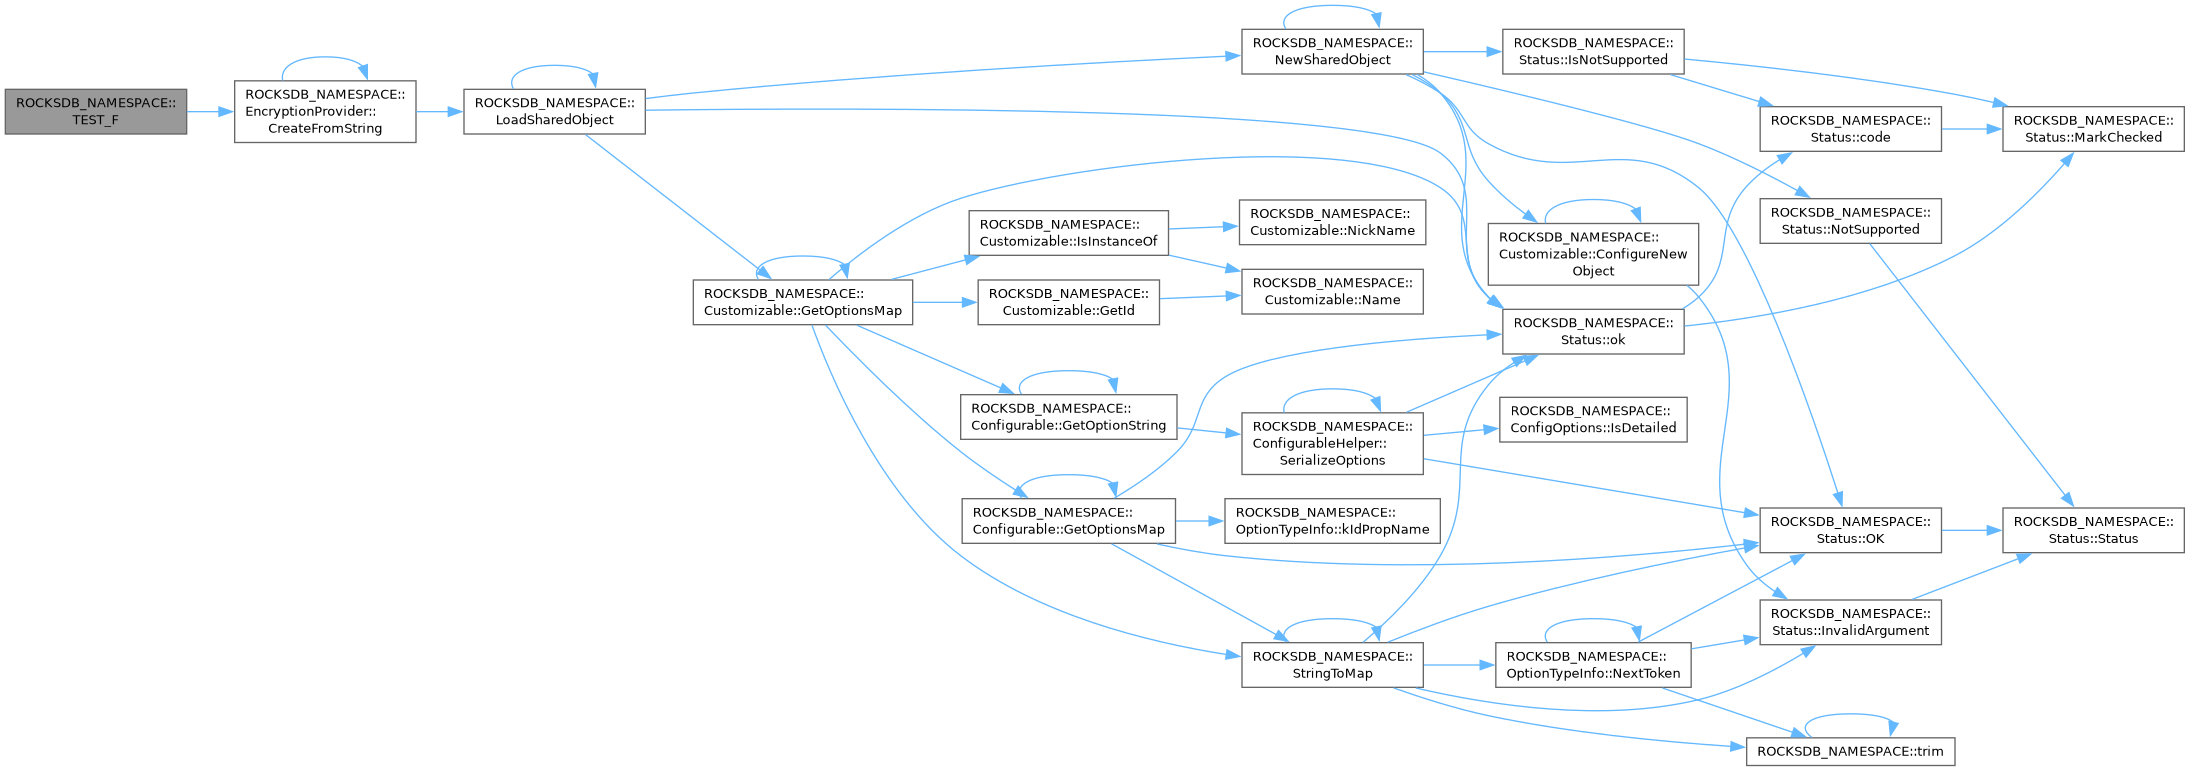 ROCKSDB_NAMESPACE::
TEST_F
ROCKSDB_NAMESPACE::
EncryptionProvider::
CreateFromString
ROCKSDB_NAMESPACE::
LoadSharedObject
ROCKSDB_NAMESPACE::
Customizable::GetOptionsMap
ROCKSDB_NAMESPACE::
Customizable::IsInstanceOf
ROCKSDB_NAMESPACE::
Customizable::GetId
ROCKSDB_NAMESPACE::
Configurable::GetOptionString
ROCKSDB_NAMESPACE::
Configurable::GetOptionsMap
ROCKSDB_NAMESPACE::
NewSharedObject
ROCKSDB_NAMESPACE::
Customizable::NickName
ROCKSDB_NAMESPACE::
Customizable::Name
ROCKSDB_NAMESPACE::
ConfigurableHelper::
SerializeOptions
ROCKSDB_NAMESPACE::
OptionTypeInfo::kIdPropName
ROCKSDB_NAMESPACE::
StringToMap
ROCKSDB_NAMESPACE::
Status::IsNotSupported
ROCKSDB_NAMESPACE::
Customizable::ConfigureNew
Object
ROCKSDB_NAMESPACE::
Status::ok
ROCKSDB_NAMESPACE::
ConfigOptions::IsDetailed
ROCKSDB_NAMESPACE::
OptionTypeInfo::NextToken
ROCKSDB_NAMESPACE::
Status::code
ROCKSDB_NAMESPACE::
Status::NotSupported
ROCKSDB_NAMESPACE::
Status::OK
ROCKSDB_NAMESPACE::
Status::InvalidArgument
ROCKSDB_NAMESPACE::trim
ROCKSDB_NAMESPACE::
Status::MarkChecked
ROCKSDB_NAMESPACE::
Status::Status